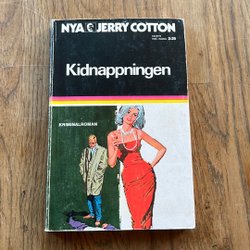 NYA JERRY COTTON
Kidnappningen
KRIMINALROMAN